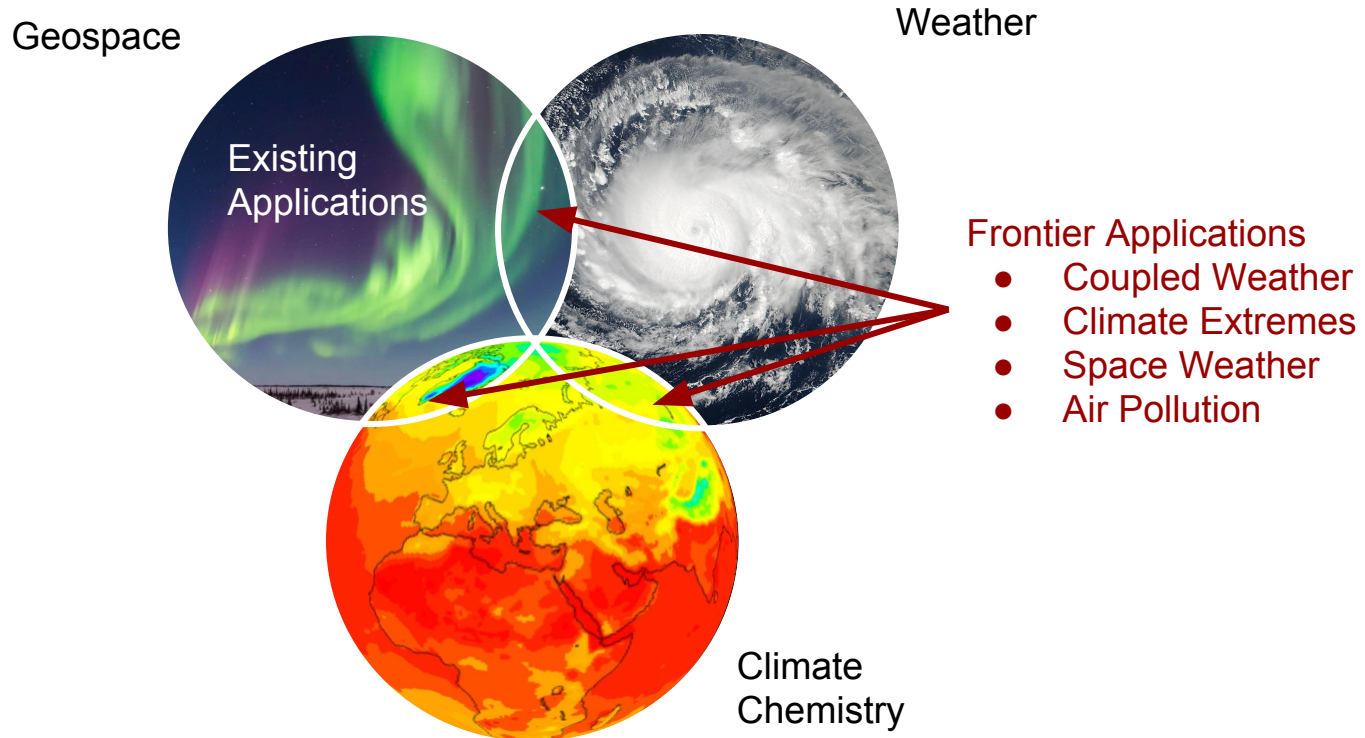 Geospace
Weather
Existing
Applications
Frontier Applications
● Coupled Weather
● Climate Extremes
● Space Weather
● Air Pollution
Climate
Chemistry